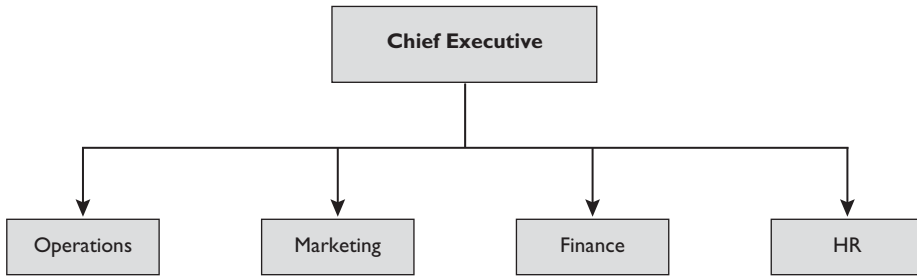 Chief Executive
Operations
Marketing
Finance
HR